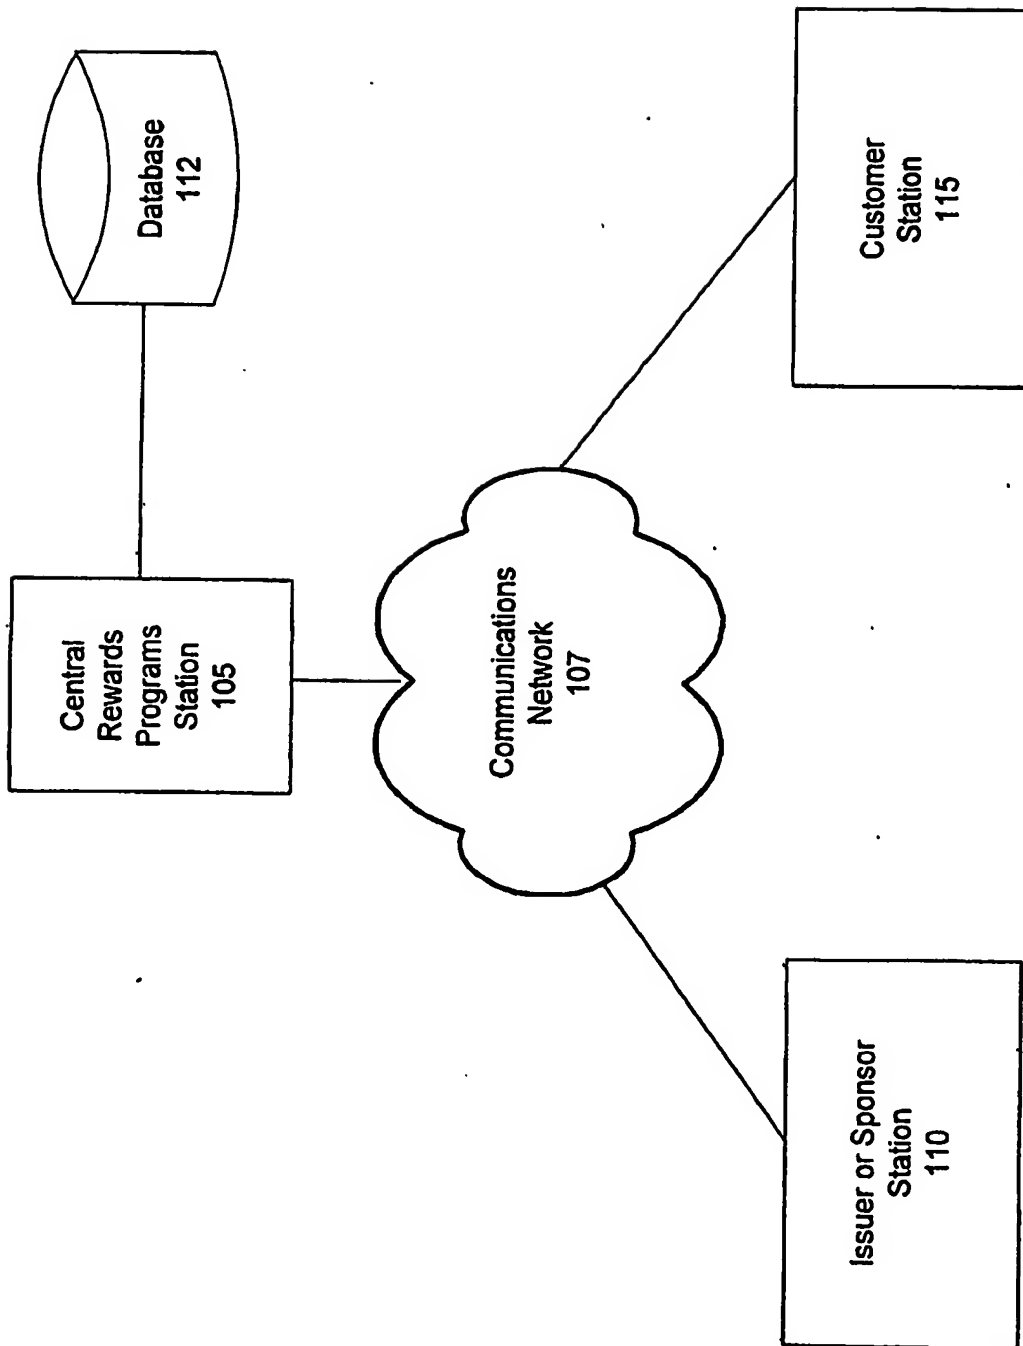 Central
Rewards
Programs
Station
105
Database
112
Communications
Network
107
Issuer or Sponsor
Station
110
Customer
Station
115